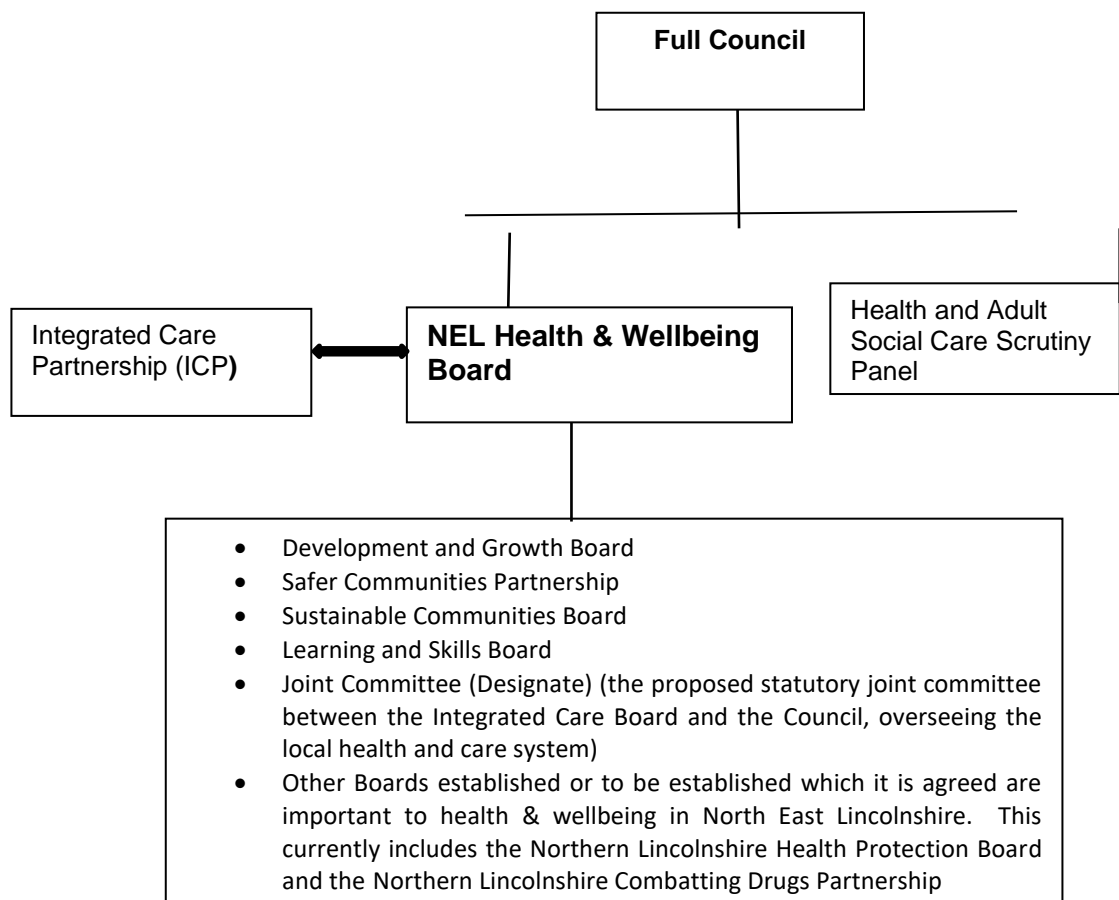 Full Council
Integrated Care
Partnership (ICP)
NEL Health & Wellbeing
Board
Health and Adult
Social Care Scrutiny
Panel
• Development and Growth Board
• Safer Communities Partnership
• Sustainable Communities Board
• Learning and Skills Board
• Joint Committee (Designate) (the proposed statutory joint committee
between the Integrated Care Board and the Council, overseeing the
local health and care system)
• Other Boards established or to be established which it is agreed are
important to health & wellbeing in North East Lincolnshire. This
currently includes the Northern Lincolnshire Health Protection Board
and the Northern Lincolnshire Combatting Drugs Partnership